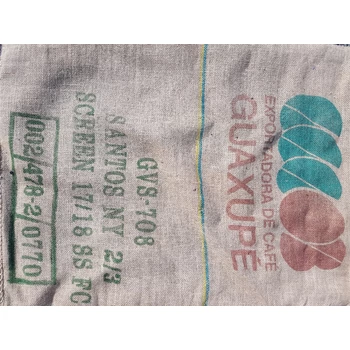 EXPORTADORA DE CAFÉ
GUAXUPÉ
GVS-708
SANTOS NY 2/3
SCREEN 17/18 SS FC
002/478-2/0770